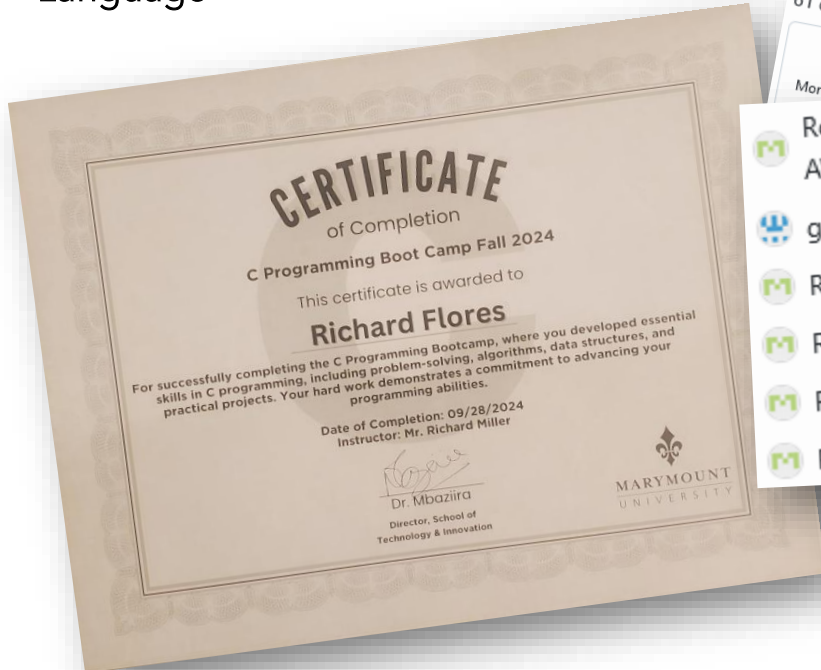 Language
CERTIFICATE
of Completion
C Programming Boot Camp Fall 2024
This certificate is awarded to
Richard Flores
For successfully completing the C Programming Bootcamp, where you developed essential
skills in C programming, including problem-solving, algorithms, data structures, and
practical projects. Your hard work demonstrates a commitment to advancing your
programming abilities.
Date of Completion: 09/28/2024
Instructor: Mr. Richard Miller
Dr. Mbaziira
Director, School of
Technology & Innovation
MARYMOUNT
UNIVERSITY